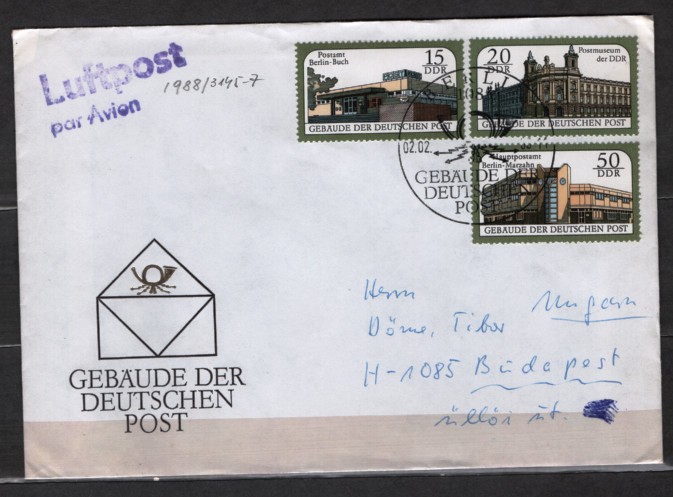 Luftpost
par Avion
1988/3145-7
Postamt
Berlin-Buch
15
DDR
GEBÄUDE DER DEUTSCHEN POST
20
DDR
Postmuseum
der DDR
GEBÄUDE DER DEUTSCHEN POST
BERLIN
02.02.
GEBÄUDE DER
DEUTSCHEN
POST
Hauptpostamt
Berlin-Marzahn
50
DDR
GEBÄUDE DER DEUTSCHEN POST
GEBÄUDE DER
DEUTSCHEN
POST
Herrn
Döme, Tibor
Ungarn
H-1085 Budapest
üllői út.